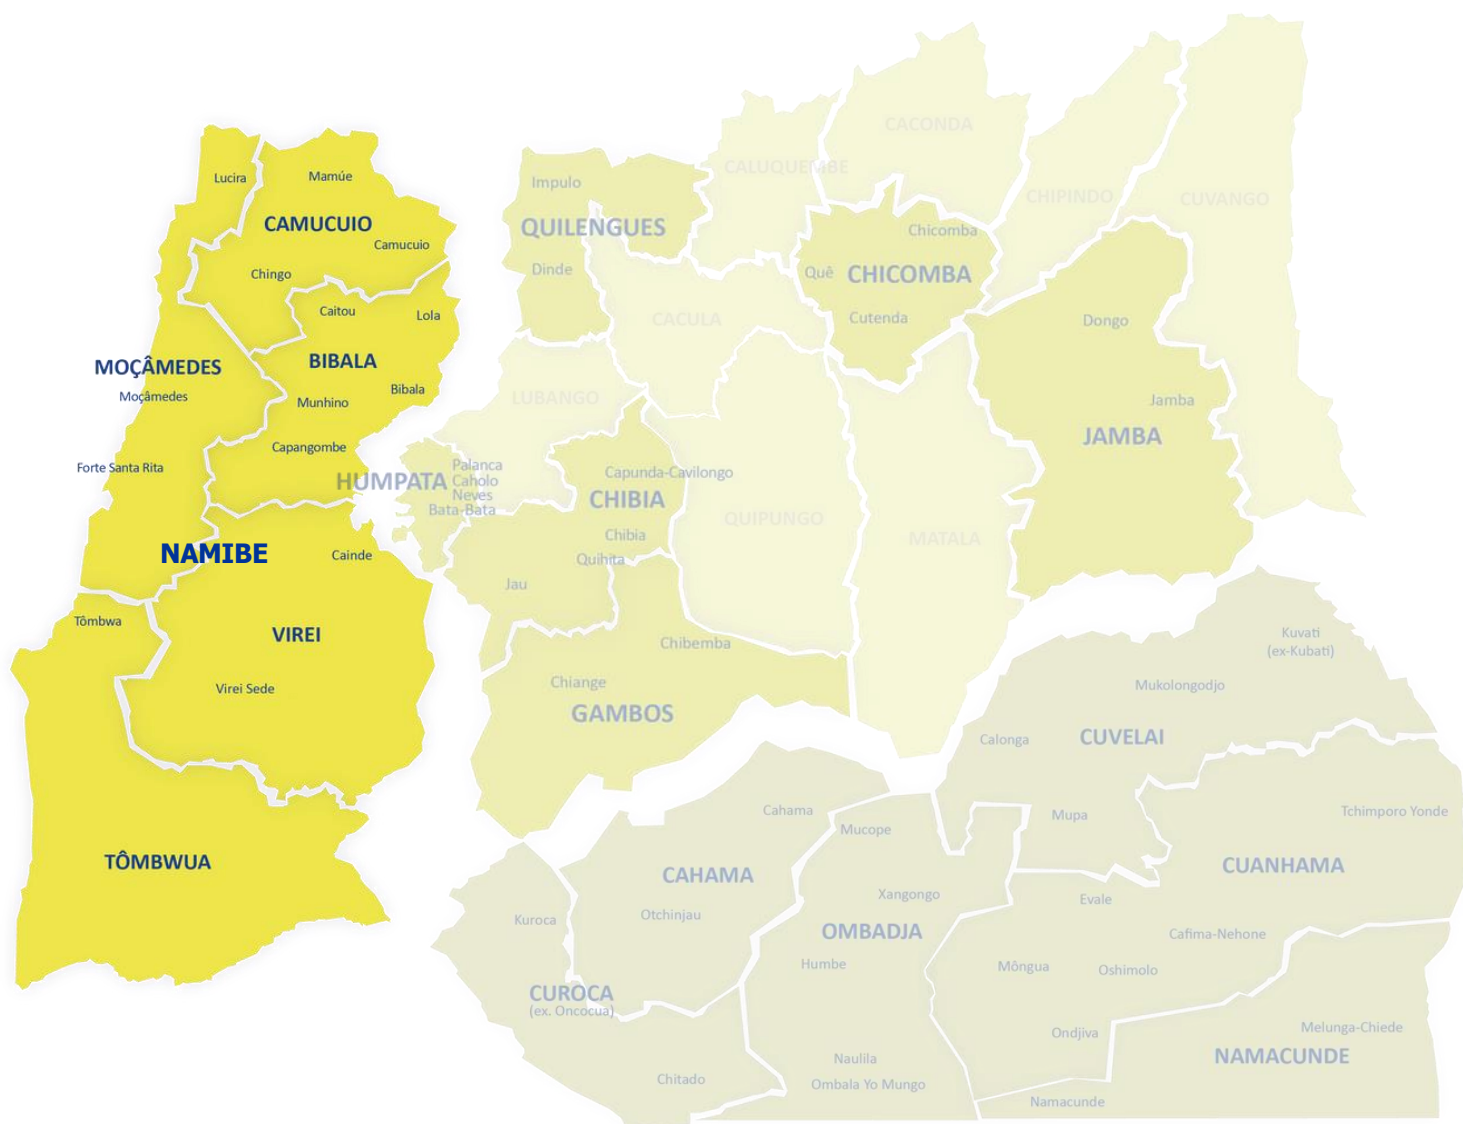 Lucira
Mamúe
CAMUCUIO
Camucuio
Chingo
Caitou
Lola
MOÇÂMEDES
Moçâmedes
BIBALA
Bibala
Munhino
Capangombe
Forte Santa Rita
NAMIBE
Cainde
Tômbwa
VIREI
Virei Sede
TÔMBWUA
Impulo
QUILENGUES
Dinde
CALUQUEMBE
CACONDA
CHIPINDO
CUVANGO
Chicomba
Quê
CHICOMBA
Cutenda
CACULA
Dongo
Jamba
JAMBA
LUBANGO
HUMPATA
Palanca
Caholo
Neves
Bata-Bata
Capunda-Cavilongo
CHIBIA
Chibia
Quihita
Jau
QUIPUNGO
MATALA
Chibemba
Chiange
GAMBOS
Kuvati
(ex-Kubati)
Mukolongodjo
CUVELAI
Calonga
Mupa
Cahama
CAHAMA
Otchinjau
Mucope
Xangongo
OMBADJA
Humbe
Naulila
Ombala Yo Mungo
Kuroca
CUROCA
(ex. Oncocua)
Chitado
Tchimporo Yonde
CUANHAMA
Evale
Cafima-Nehone
Môngua
Oshimolo
Ondjiva
Melunga-Chiede
NAMACUNDE
Namacunde